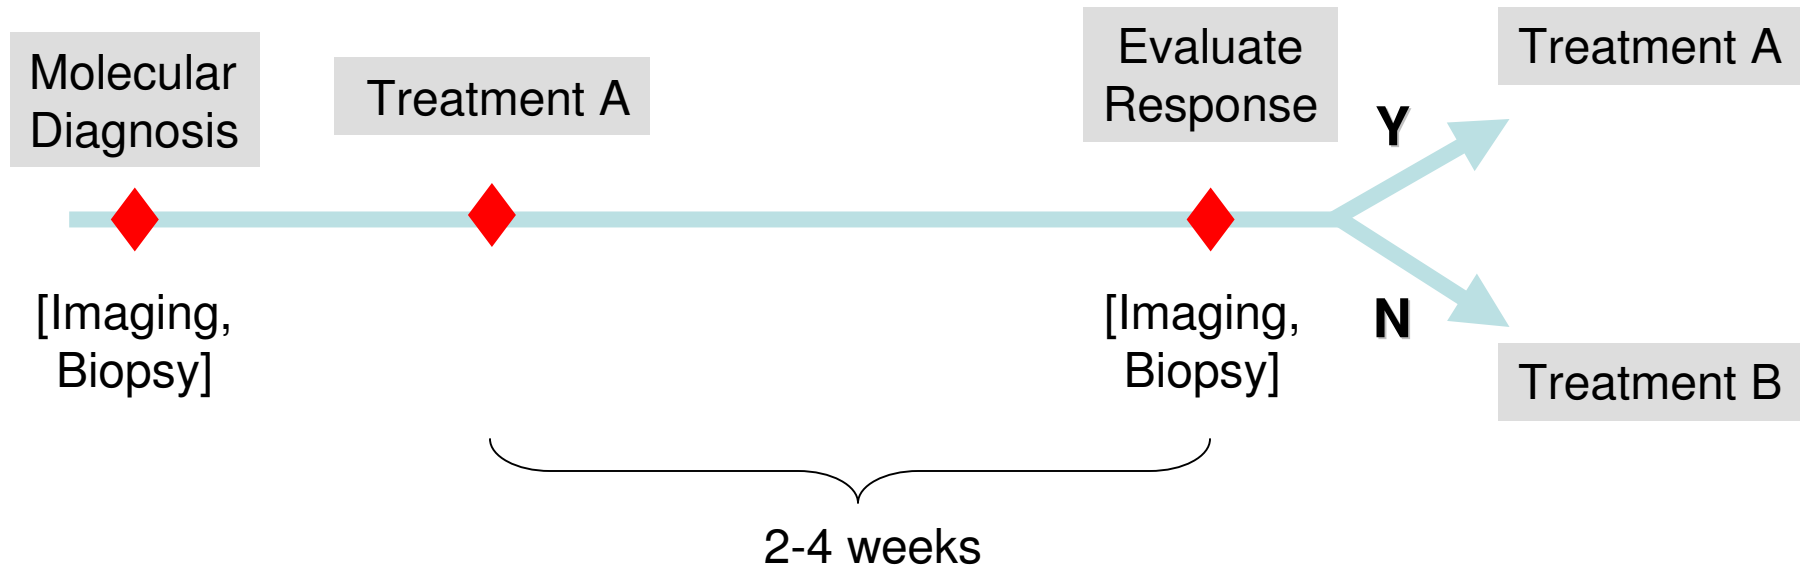 Molecular
Diagnosis
Treatment A
Evaluate
Response
Treatment A
Y
N
Treatment B
[Imaging,
Biopsy]
[Imaging,
Biopsy]
2-4 weeks